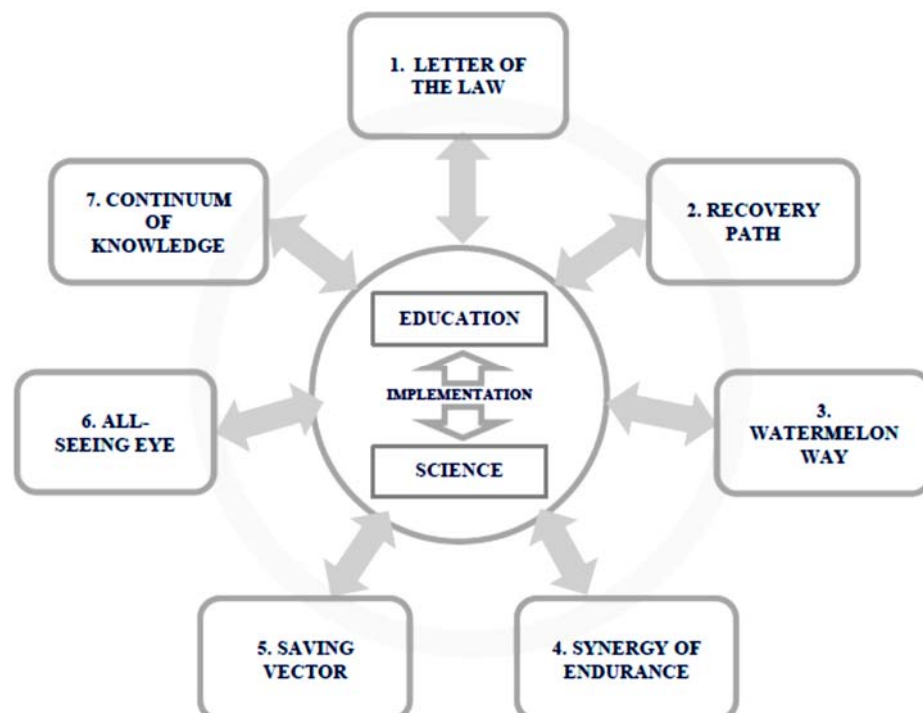 1. LETTER OF
THE LAW
2. RECOVERY
PATH
3.
WATERMELON
WAY
4. SYNERGY OF
ENDURANCE
5. SAVING
VECTOR
6. ALL-
SEEING EYE
7. CONTINUUM
OF
KNOWLEDGE
EDUCATION
IMPLEMENTATION
SCIENCE